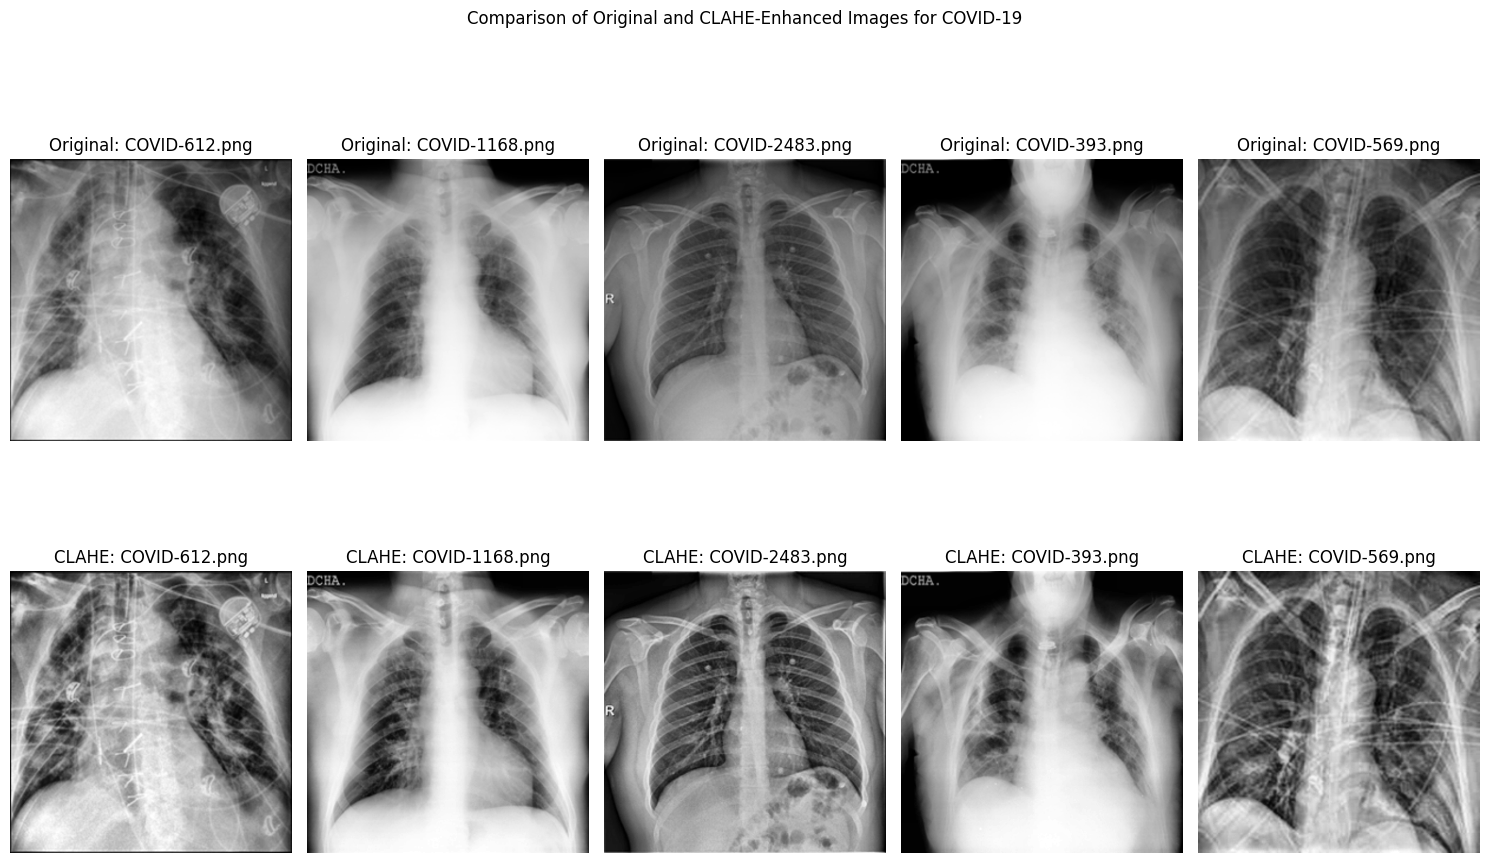 Comparison of Original and CLAHE-Enhanced Images for COVID-19
Original: COVID-612.png
Original: COVID-1168.png
Original: COVID-2483.png
Original: COVID-393.png
Original: COVID-569.png
L
DCHA.
R
DCHA.
CLAHE: COVID-612.png
CLAHE: COVID-1168.png
CLAHE: COVID-2483.png
CLAHE: COVID-393.png
CLAHE: COVID-569.png
L
DCHA.
R
DCHA.